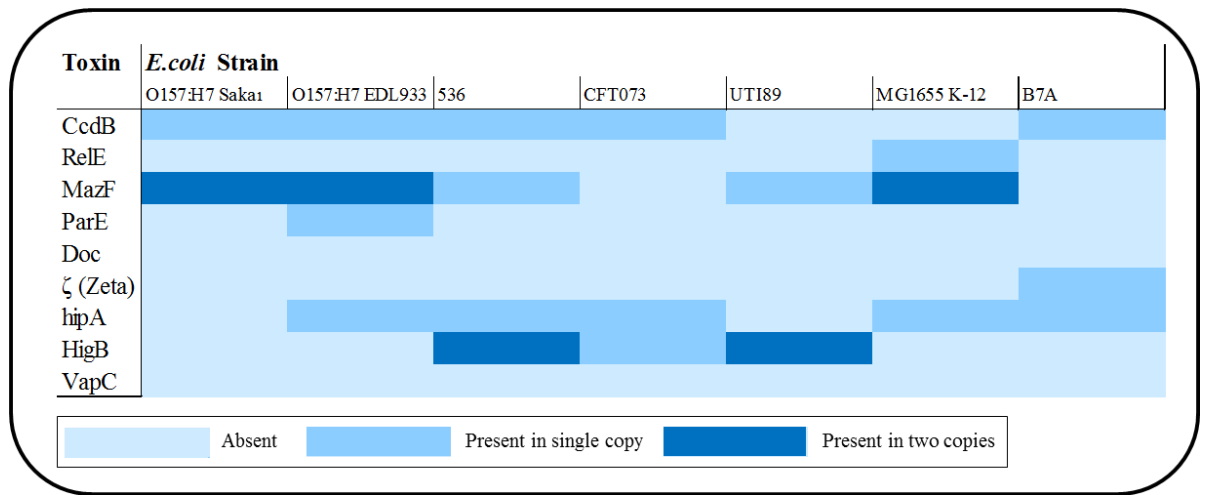 Toxin E.coli Strain
O157:H7 Sakaı O157:H7 EDL933 536 CFT073 UTI89 MG1655 K-12 B7A
CcdB
RelE
MazF
ParE
Doc
ζ (Zeta)
hipA
HigB
VapC
Absent Present in single copy Present in two copies